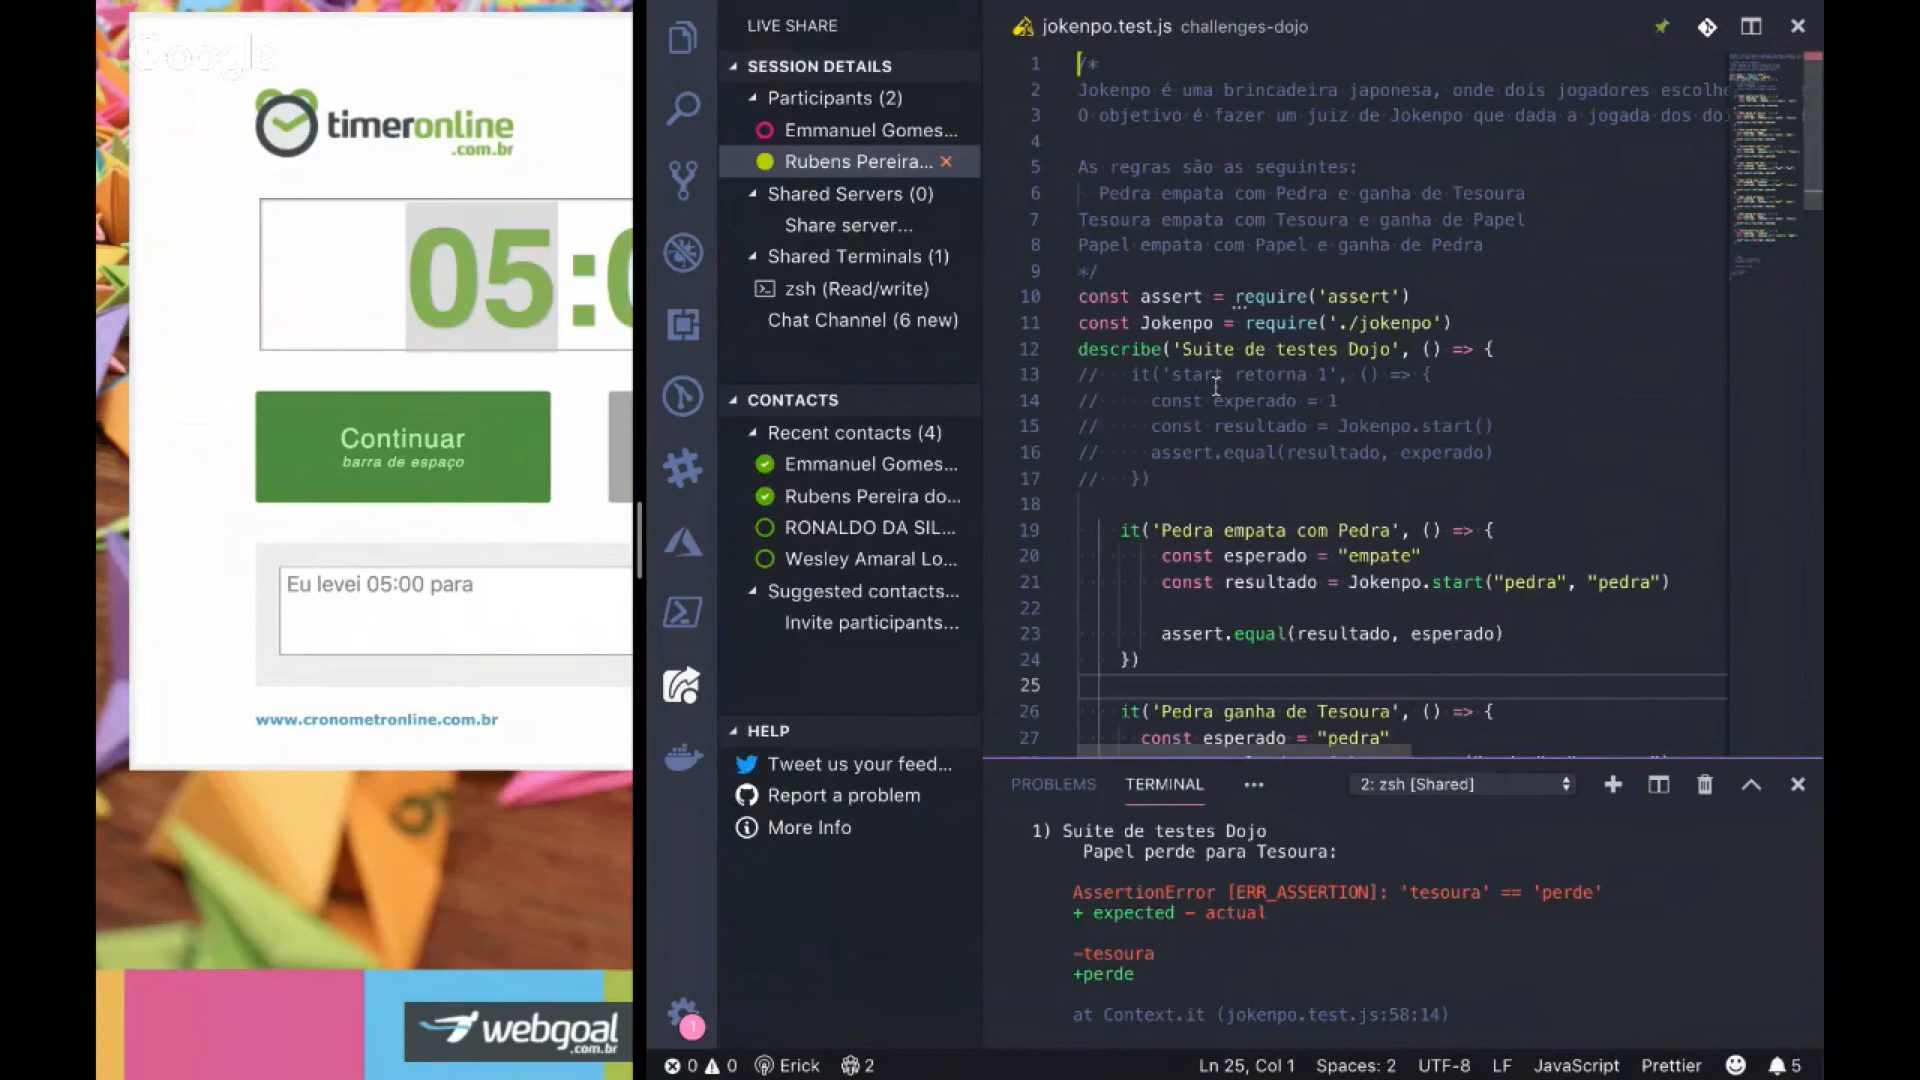 Google
timeronline
.com.br
05:0
Continuar
barra de espaço
Eu levei 05:00 para
www.cronometronline.com.br
webgoal
.com.br
LIVE SHARE
SESSION DETAILS
Participants (2)
Emmanuel Gomes...
Rubens Pereira...
Shared Servers (0)
Share server...
Shared Terminals (1)
zsh (Read/write)
Chat Channel (6 new)
CONTACTS
Recent contacts (4)
Emmanuel Gomes...
Rubens Pereira do...
RONALDO DA SIL...
Wesley Amaral Lo...
Suggested contacts...
Invite participants...
HELP
Tweet us your feed...
Report a problem
More Info
1
jokenpo.test.js challenges-dojo
1 /*
2 Jokenpo é uma brincadeira japonesa, onde dois jogadores escolhe
3 O objetivo é fazer um juiz de Jokenpo que dada a jogada dos doi
4
5 As regras são as seguintes:
6 Pedra empata com Pedra e ganha de Tesoura
7 Tesoura empata com Tesoura e ganha de Papel
8 Papel empata com Papel e ganha de Pedra
9 */
10 const assert = require('assert')
11 const Jokenpo = require('./jokenpo')
12 describe('Suite de testes Dojo', () => {
13 // it('start retorna 1', () => {
14 // const experado = 1
15 // const resultado = Jokenpo.start()
16 // assert.equal(resultado, experado)
17 // })
18
19 it('Pedra empata com Pedra', () => {
20 const esperado = "empate"
21 const resultado = Jokenpo.start("pedra", "pedra")
22
23 assert.equal(resultado, esperado)
24 })
25
26 it('Pedra ganha de Tesoura', () => {
27 const esperado = "pedra"
PROBLEMS TERMINAL ··· 2: zsh [Shared]
1) Suite de testes Dojo
Papel perde para Tesoura:
AssertionError [ERR_ASSERTION]: 'tesoura' == 'perde'
+ expected - actual
-tesoura
+perde
at Context.it (jokenpo.test.js:58:14)
0 0 Erick 2 Ln 25, Col 1 Spaces: 2 UTF-8 LF JavaScript Prettier 5